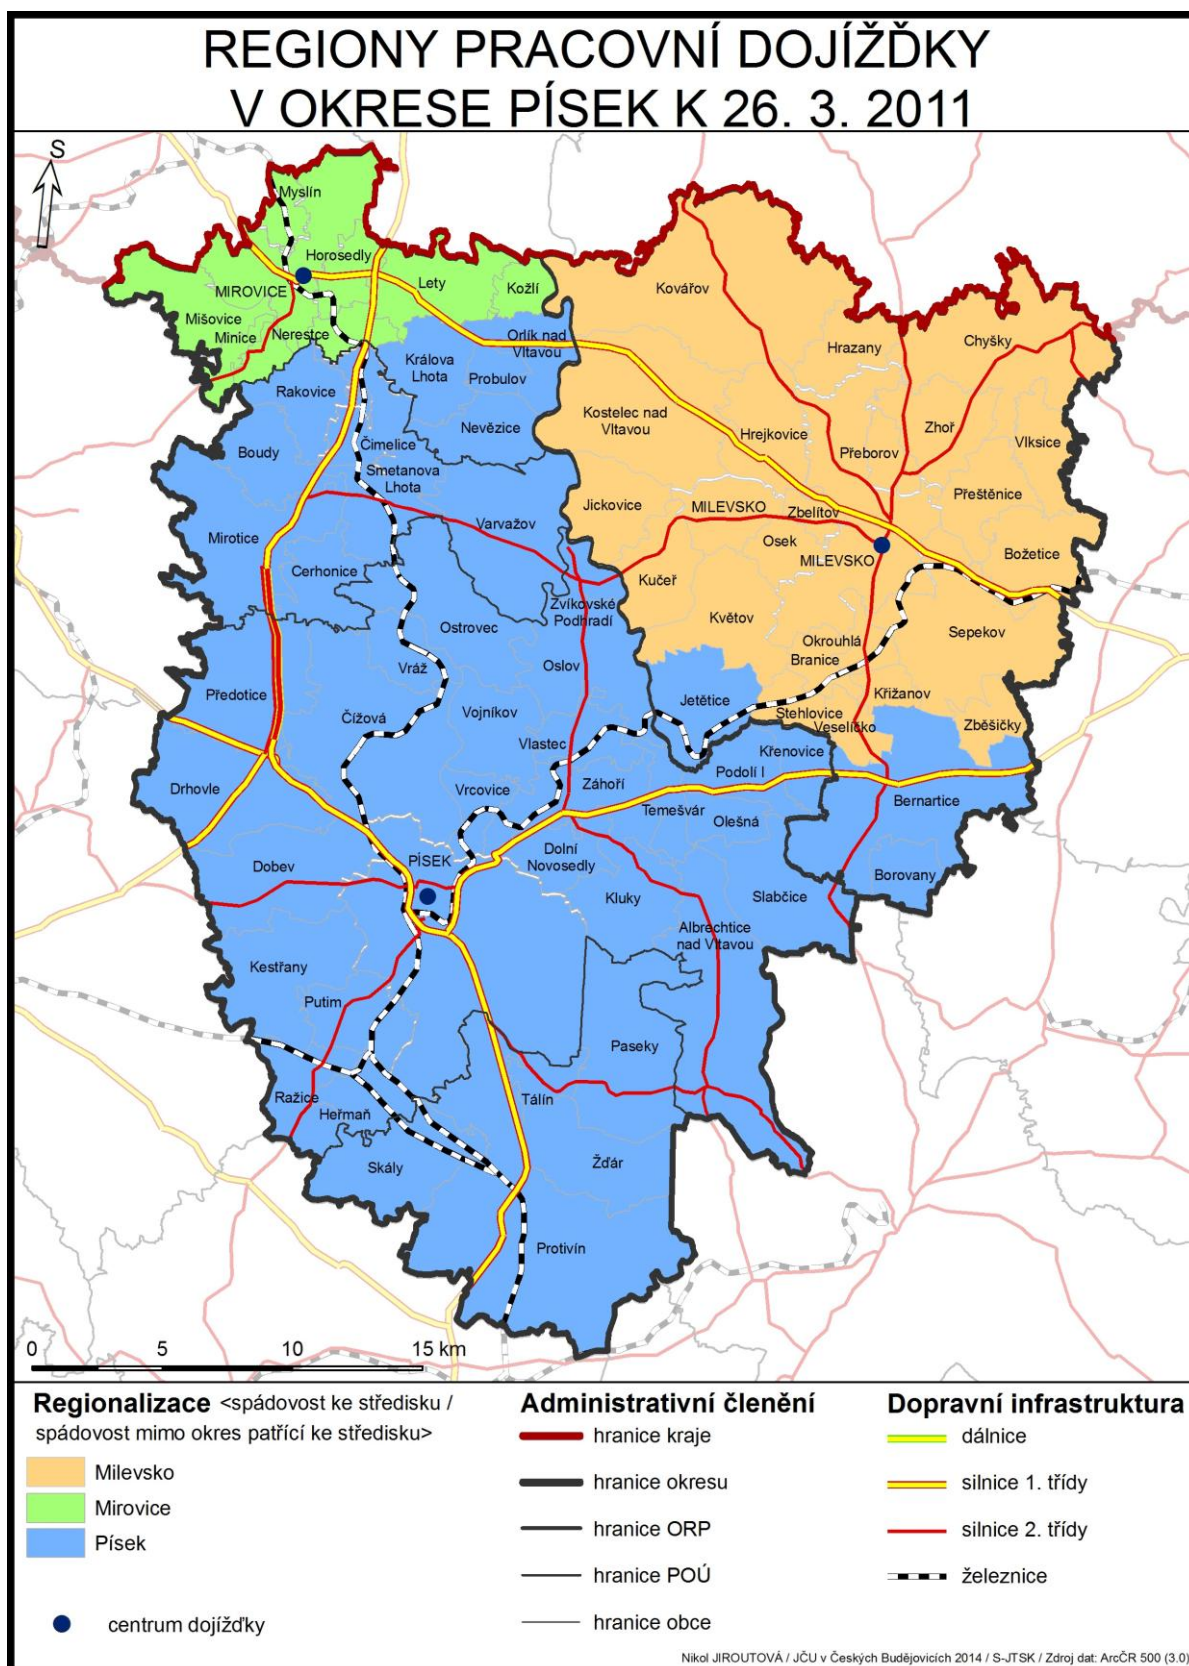 REGIONY PRACOVNÍ DOJÍŽĎKY
V OKRESE PÍSEK K 26. 3. 2011
S
Myslín
Horosedly
MIROVICE
Lety
Kožlí
Mišovice
Minice
Nerestce
Orlík nad
Vltavou
Králova
Lhota
Probulov
Rakovice
Nevězice
Čimelice
Boudy
Smetanova
Lhota
Mirotice
Varvažov
Cerhonice
Kovářov
Hrazany
Chyšky
Kostelec nad
Vltavou
Hrejkovice
Zhoř
Vlksice
Přeborov
Jickovice
MILEVSKO
Zbelítov
Přeštěnice
Osek
MILEVSKO
Božetice
Kučeř
Zvíkovské
Podhradí
Květov
Ostrovec
Okrouhlá
Branice
Sepekov
Vráž
Oslov
Předotice
Čížová
Vojníkov
Jetětice
Křižanov
Stehlovice
Veselíčko
Zběšičky
Vlastec
Křenovice
Drhovle
Vrcovice
Záhoří
Podolí I
Temešvár
Bernartice
Olešná
Dobev
PÍSEK
Dolní
Novosedly
Borovany
Kluky
Slabčice
Albrechtice
nad Vltavou
Kestřany
Putim
Paseky
Ražice
Heřmaň
Tálín
Skály
Žďár
Protivín
0 5 10 15 km
Regionalizace <spádovost ke středisku /
spádovost mimo okres patřící ke středisku>
Milevsko
Mirovice
Písek
centrum dojížďky
Administrativní členění
hranice kraje
hranice okresu
hranice ORP
hranice POÚ
hranice obce
Dopravní infrastruktura
dálnice
silnice 1. třídy
silnice 2. třídy
železnice
Nikol JIROUTOVÁ / JČU v Českých Budějovicích 2014 / S-JTSK / Zdroj dat: ArcČR 500 (3.0)